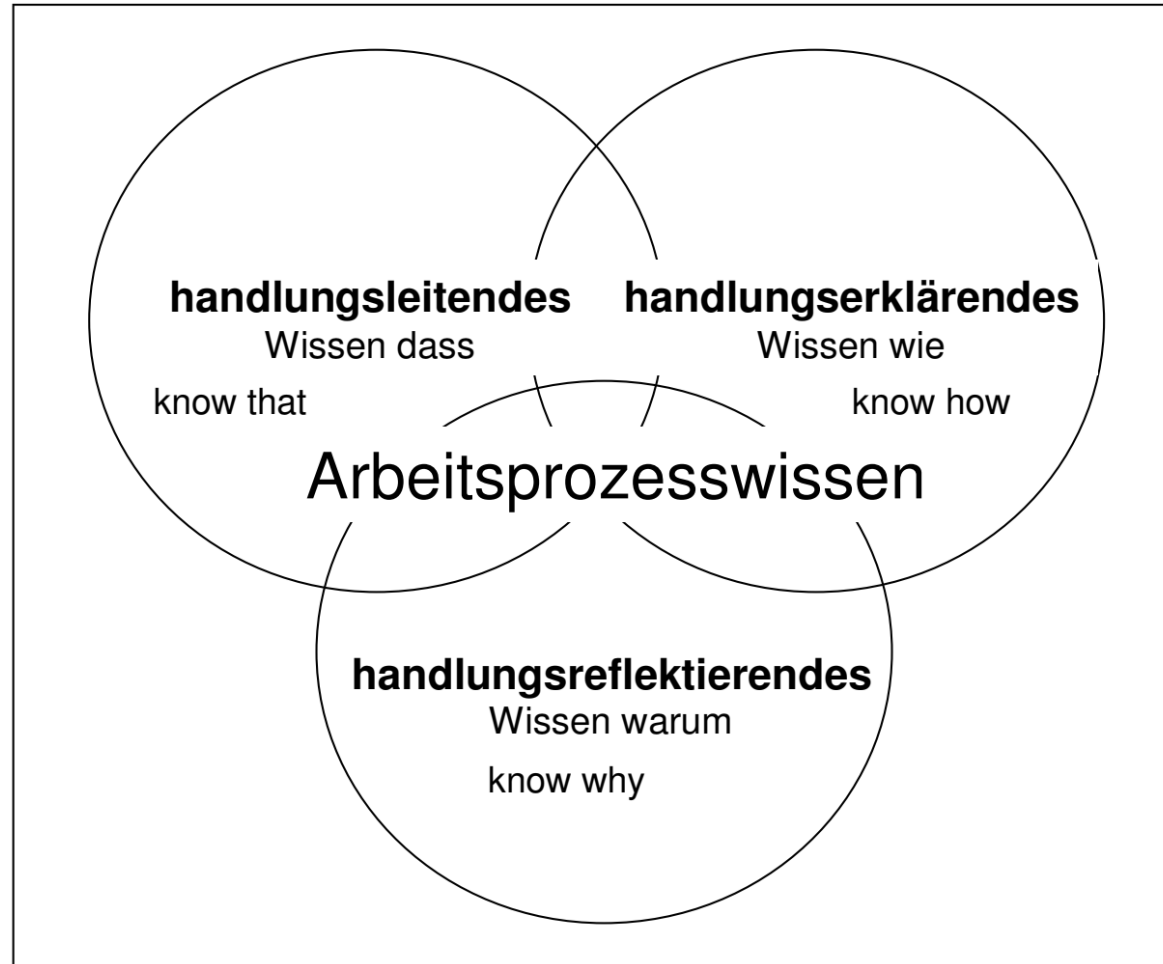 handlungsleitendes
Wissen dass
know that
handlungserklärendes
Wissen wie
know how
Arbeitsprozesswissen
handlungsreflektierendes
Wissen warum
know why